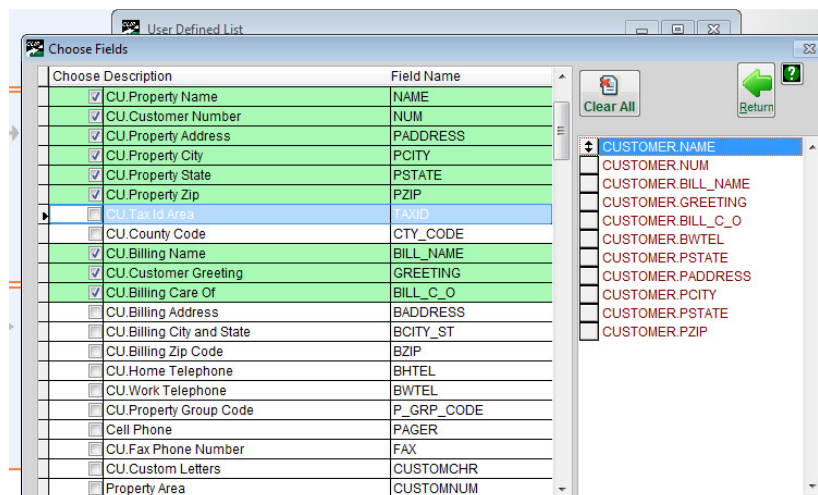 User Defined List
Choose Fields
Choose Description Field Name
CU.Property Name NAME
CU.Customer Number NUM
CU.Property Address PADDRESS
CU.Property City PCITY
CU.Property State PSTATE
CU.Property Zip PZIP
CU.Tax Id Area TAXID
CU.County Code CTY_CODE
CU.Billing Name BILL_NAME
CU.Customer Greeting GREETING
CU.Billing Care Of BILL_C_O
CU.Billing Address BADDRESS
CU.Billing City and State BCITY_ST
CU.Billing Zip Code BZIP
CU.Home Telephone BHTEL
CU.Work Telephone BWTEL
CU.Property Group Code P_GRP_CODE
Cell Phone PAGER
CU.Fax Phone Number FAX
CU.Custom Letters CUSTOMCHR
Property Area CUSTOMNUM
Clear All
Return
?
CUSTOMER.NAME
CUSTOMER.NUM
CUSTOMER.BILL_NAME
CUSTOMER.GREETING
CUSTOMER.BILL_C_O
CUSTOMER.BWTEL
CUSTOMER.PSTATE
CUSTOMER.PADDRESS
CUSTOMER.PCITY
CUSTOMER.PSTATE
CUSTOMER.PZIP